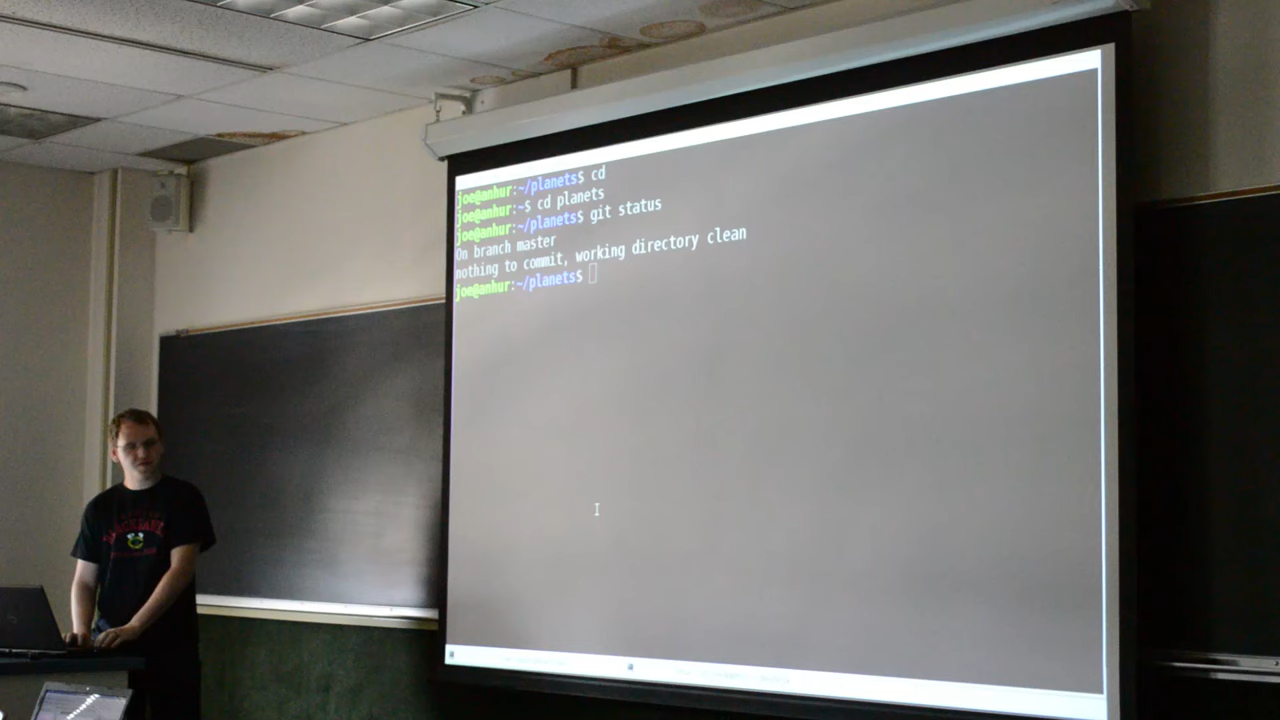 joe@anhur:~/planets$ cd
joe@anhur:~$ cd planets
joe@anhur:~/planets$ git status
On branch master
nothing to commit, working directory clean
joe@anhur:~/planets$